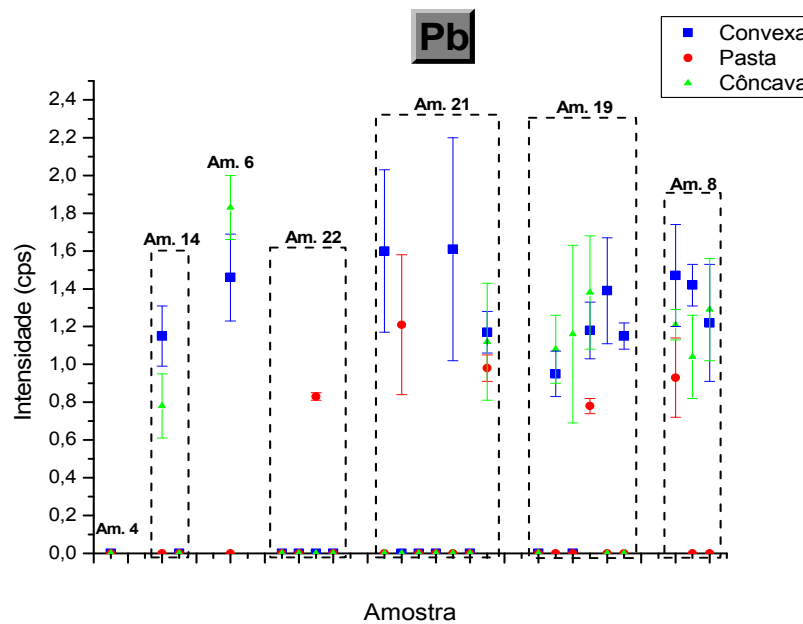 Pb
Convexa
Pasta
Côncava
Intensidade (cps)
2,4
2,2
2,0
1,8
1,6
1,4
1,2
1,0
0,8
0,6
0,4
0,2
0,0
Am. 4
Am. 14
Am. 6
Am. 22
Am. 21
Am. 19
Am. 8
Amostra